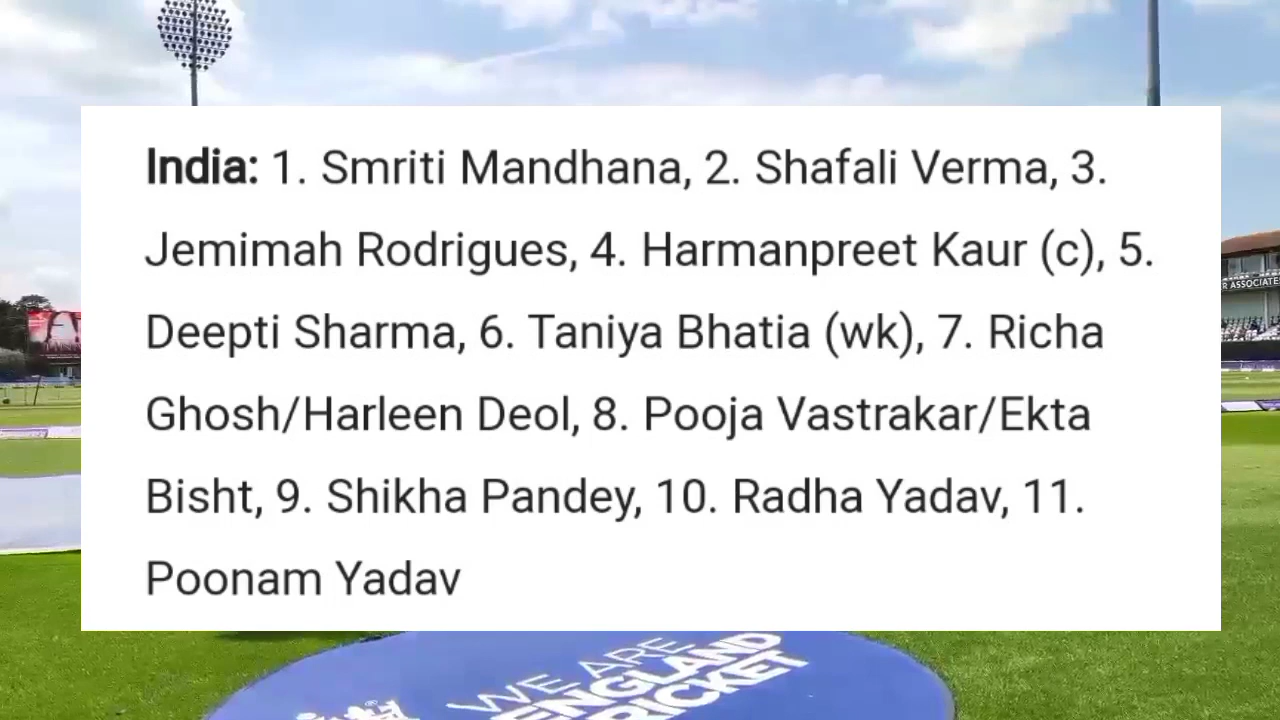 India: 1. Smriti Mandhana, 2. Shafali Verma, 3.
Jemimah Rodrigues, 4. Harmanpreet Kaur (c), 5.
Deepti Sharma, 6. Taniya Bhatia (wk), 7. Richa
Ghosh/Harleen Deol, 8. Pooja Vastrakar/Ekta
Bisht, 9. Shikha Pandey, 10. Radha Yadav, 11.
Poonam Yadav
R ASSOCIATE
WE ARE
ENGLAND
CRICKET